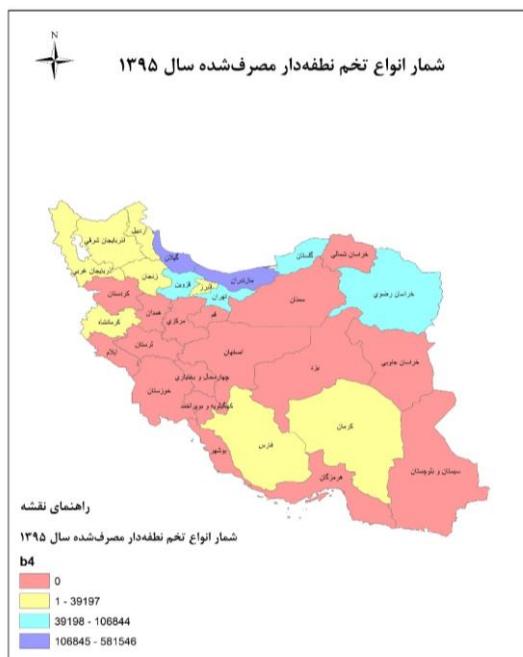 N
شمار انواع تخم نطفه‌دار مصرف‌شده سال ۱۳۹۵
اردبیل
آذربایجان شرقی
گیلان
آذربایجان غربی
زنجان
گلستان
خراسان شمالی
مازندران
قزوین
البرز
تهران
خراسان رضوی
کردستان
سمنان
همدان
قم
مرکزی
کرمانشاه
لرستان
ایلام
اصفهان
یزد
خراسان جنوبی
چهارمحال و بختیاری
خوزستان
کهگیلویه و بویراحمد
کرمان
فارس
بوشهر
سیستان و بلوچستان
هرمزگان
راهنمای نقشه
شمار انواع تخم نطفه‌دار مصرف‌شده سال ۱۳۹۵
b4
0
1 - 39197
39198 - 106844
106845 - 581546